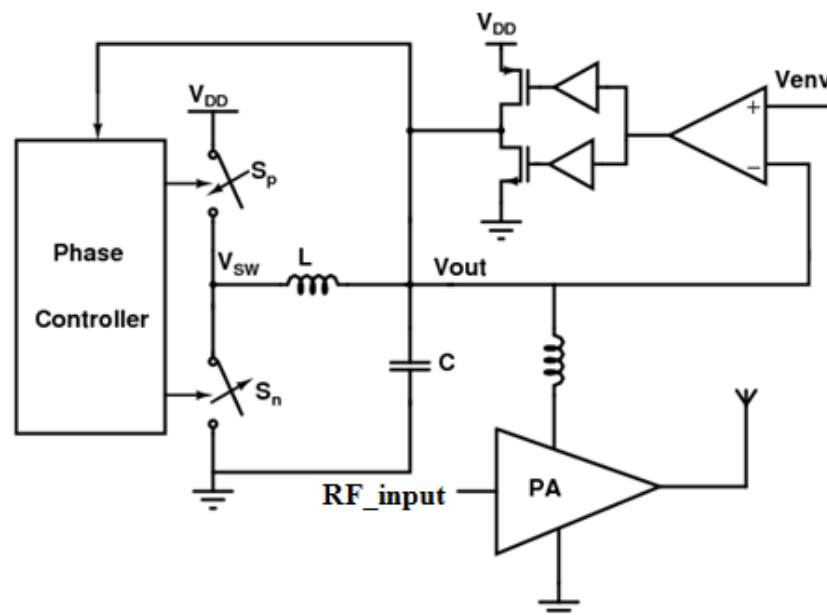 VDD
Venv
+
−
VDD
Sp
Phase
Controller
VSW
L
Vout
C
Sn
RF_input
PA